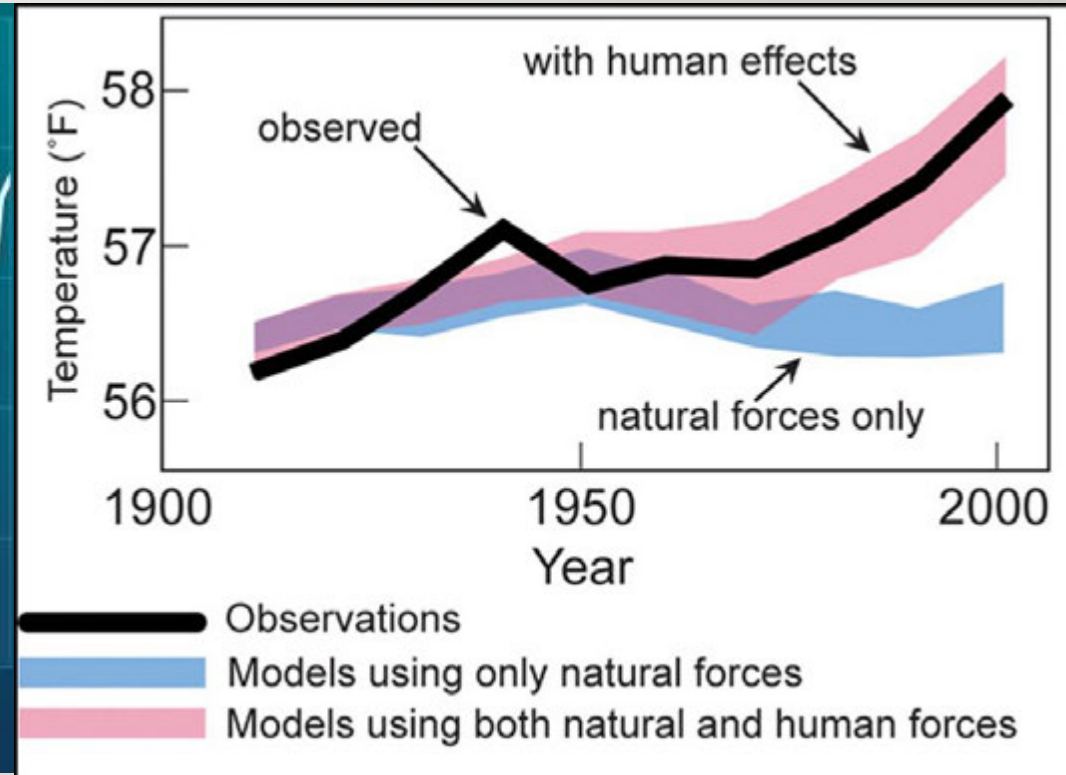 with human effects
observed
Temperature (°F)
58
57
56
natural forces only
1900 1950 2000
Year
Observations
Models using only natural forces
Models using both natural and human forces